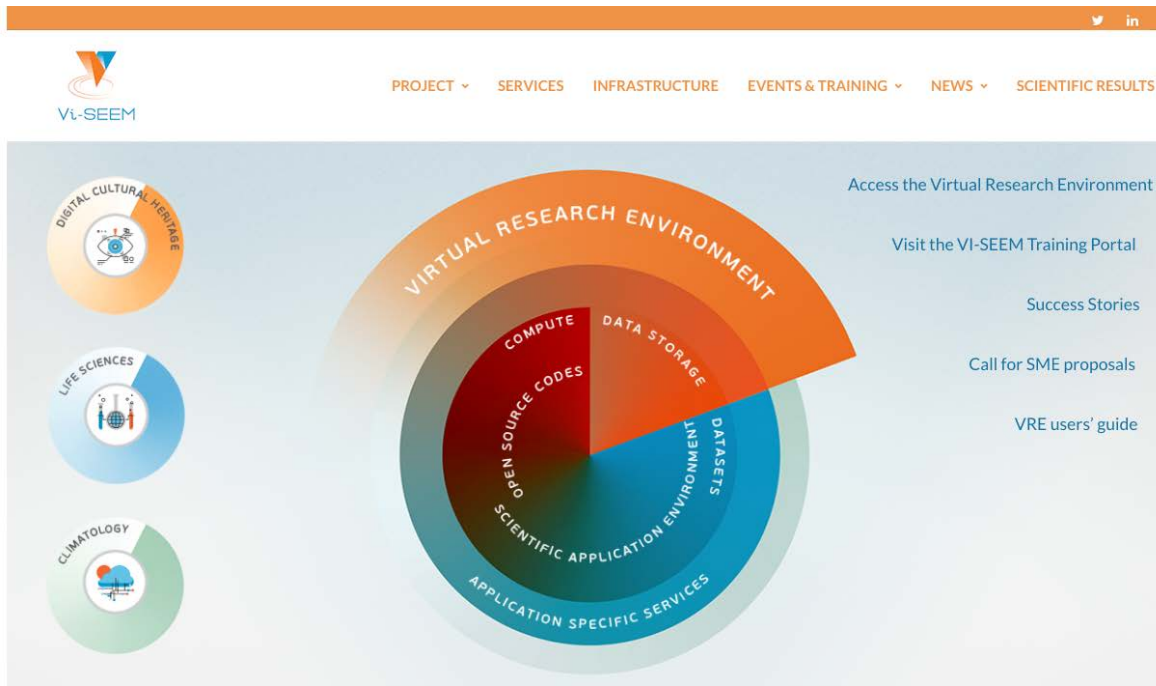 in
Vi-SEEM
PROJECT
SERVICES
INFRASTRUCTURE
EVENTS & TRAINING
NEWS
SCIENTIFIC RESULTS
DIGITAL CULTURAL HERITAGE
LIFE SCIENCES
CLIMATOLOGY
VIRTUAL RESEARCH ENVIRONMENT
COMPUTE
DATA STORAGE
OPEN SOURCE CODES
DATASETS
SCIENTIFIC APPLICATION ENVIRONMENT
APPLICATION SPECIFIC SERVICES
Access the Virtual Research Environment
Visit the VI-SEEM Training Portal
Success Stories
Call for SME proposals
VRE users' guide